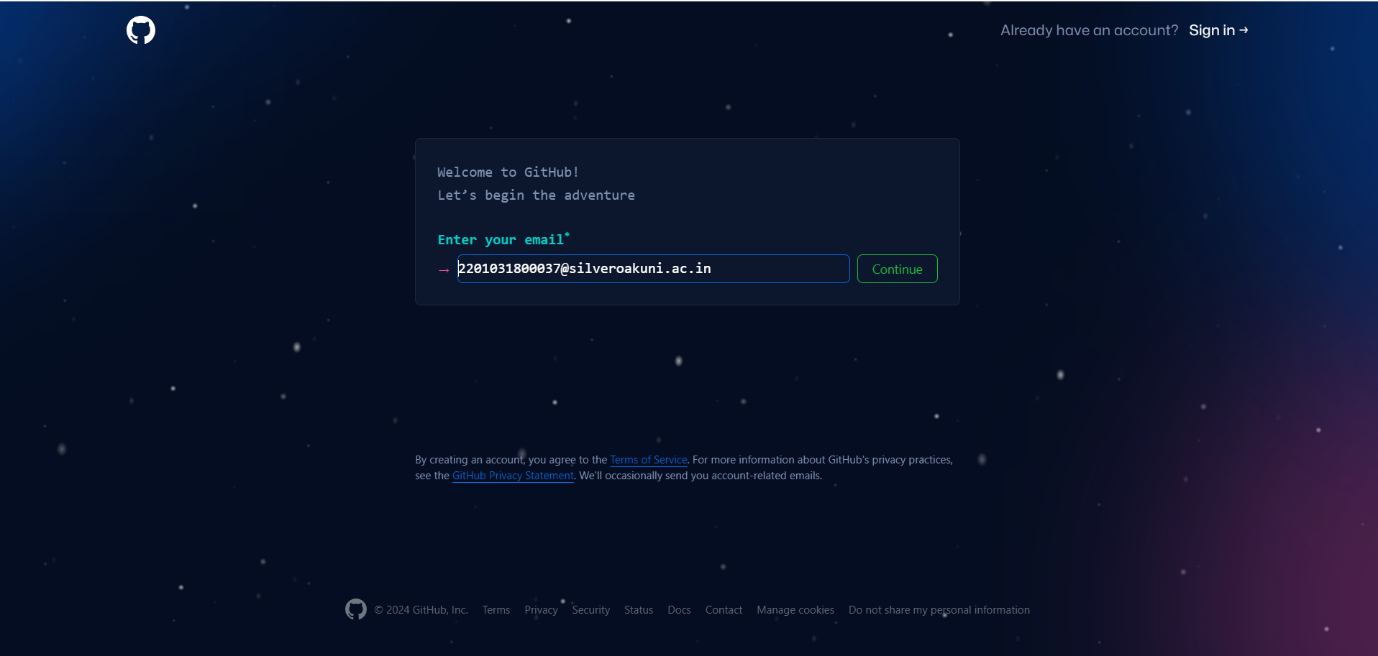 Already have an account? Sign in →
Welcome to GitHub!
Let’s begin the adventure
Enter your email*
→ 2201031800037@silveroakuni.ac.in Continue
By creating an account, you agree to the Terms of Service. For more information about GitHub's privacy practices,
see the GitHub Privacy Statement. We'll occasionally send you account-related emails.
© 2024 GitHub, Inc. Terms Privacy Security Status Docs Contact Manage cookies Do not share my personal information